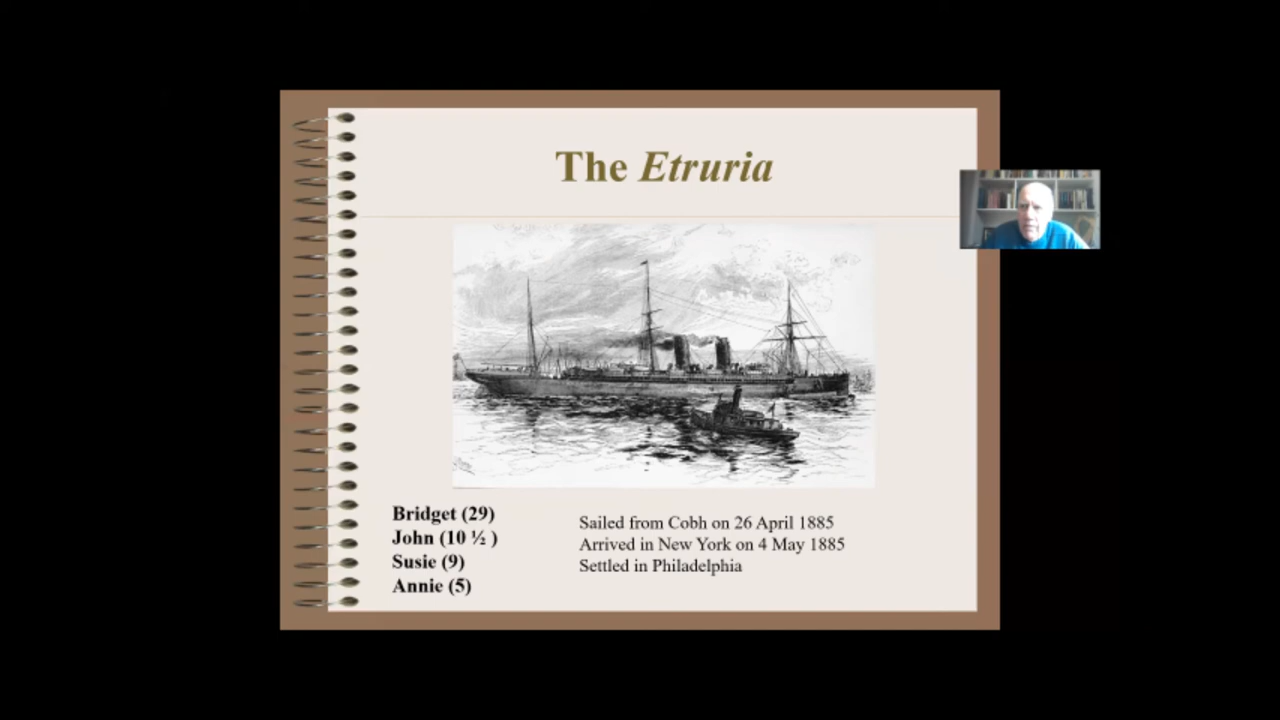 The Etruria
Bridget (29)
John (10 ½ )
Susie (9)
Annie (5)
Sailed from Cobh on 26 April 1885
Arrived in New York on 4 May 1885
Settled in Philadelphia